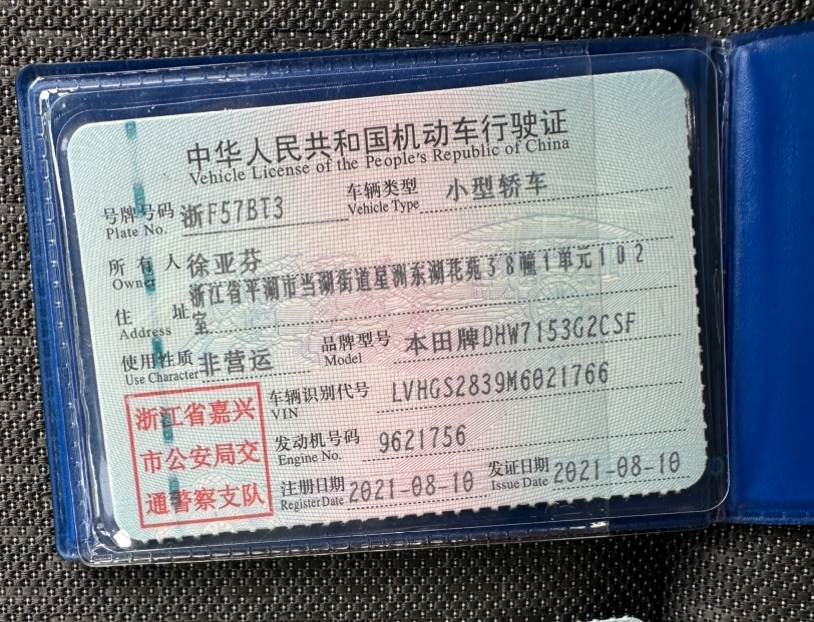 中华人民共和国机动车行驶证
Vehicle License of the People's Republic of China
号牌号码 浙F57BT3 车辆类型 小型轿车
Plate No. Vehicle Type
所有人 徐亚芬
Owner
浙江省平湖市当湖街道星洲东湖花苑38幢1单元102
住址 室
Address
使用性质 非营运 品牌型号 本田牌DHW7153G2CSF
Use Character Model
浙江省嘉兴
市公安局交
通警察支队
车辆识别代号 LVHGS2839M6021766
VIN
发动机号码 9621756
Engine No.
注册日期 2021-08-10 发证日期 2021-08-10
Register Date Issue Date